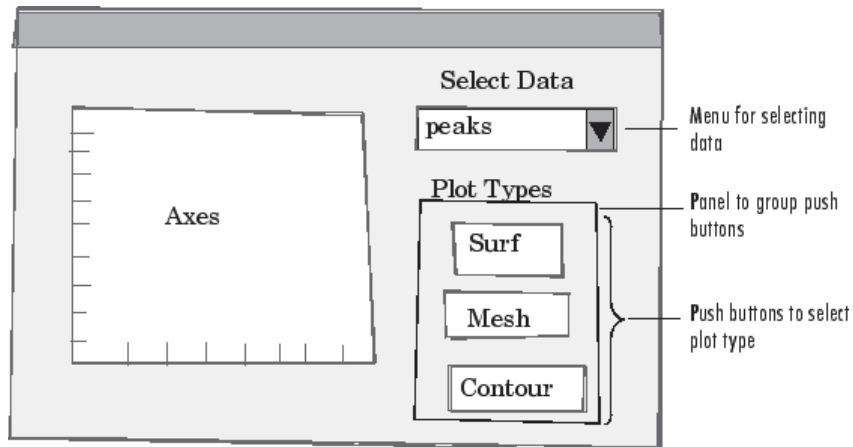 Select Data
peaks
Menu for selecting
data
Axes
Plot Types
Panel to group push
buttons
Surf
Mesh
Push buttons to select
plot type
Contour